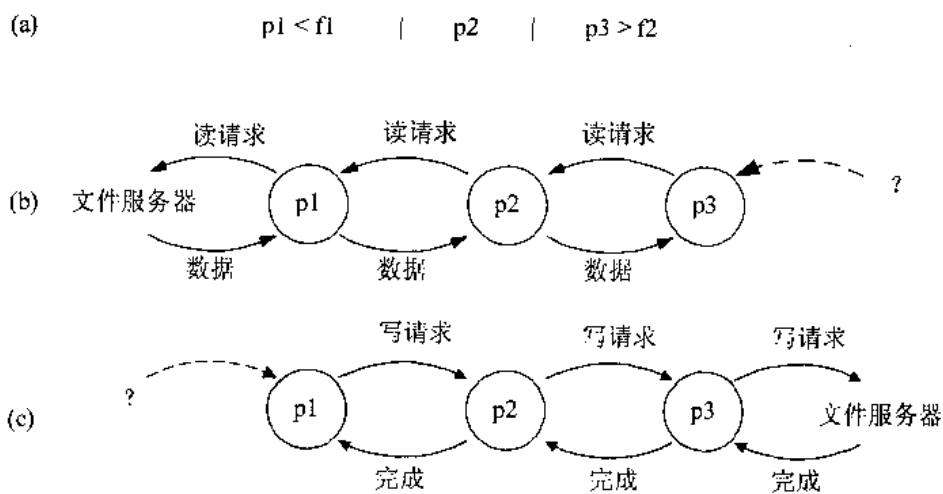 (a) p1 < f1 | p2 | p3 > f2
读请求 读请求 读请求
(b) 文件服务器 p1 p2 p3 ?
数据 数据 数据
写请求 写请求 写请求
? p1 p2 p3
(c) 文件服务器
完成 完成 完成